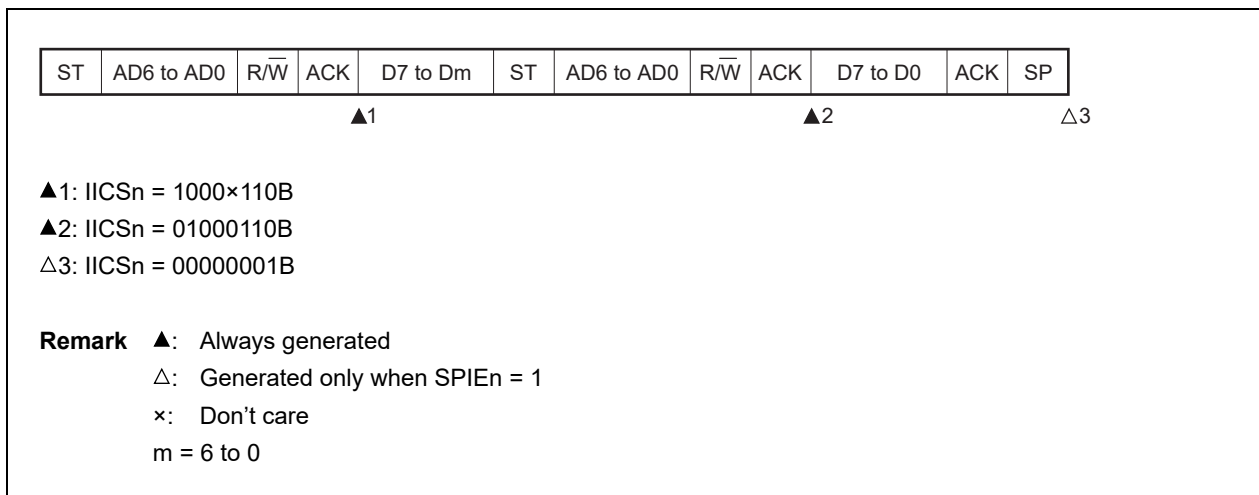 ST AD6 to AD0 R/W̅ ACK D7 to Dm ST AD6 to AD0 R/W̅ ACK D7 to D0 ACK SP
▲1 ▲2 △3
▲1: IICSn = 1000×110B
▲2: IICSn = 01000110B
△3: IICSn = 00000001B
Remark ▲: Always generated
△: Generated only when SPIEn = 1
×: Don't care
m = 6 to 0